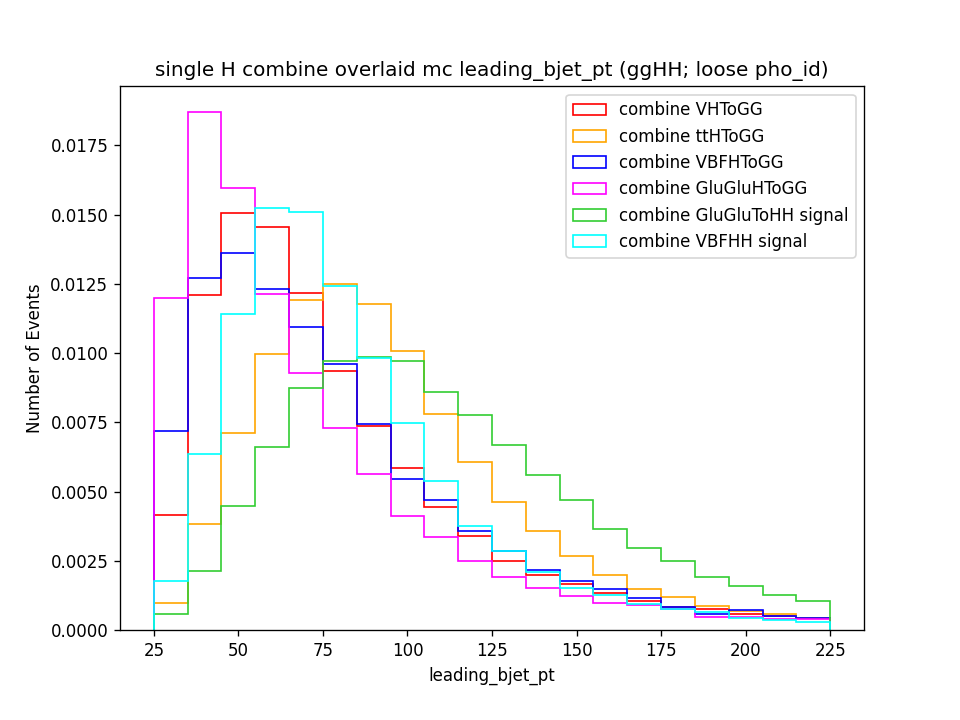 single H combine overlaid mc leading_bjet_pt (ggHH; loose pho_id)
combine VHToGG
combine ttHToGG
combine VBFHToGG
combine GluGluHToGG
combine GluGluToHH signal
combine VBFHH signal
Number of Events
0.0175
0.0150
0.0125
0.0100
0.0075
0.0050
0.0025
0.0000
25 50 75 100 125 150 175 200 225
leading_bjet_pt